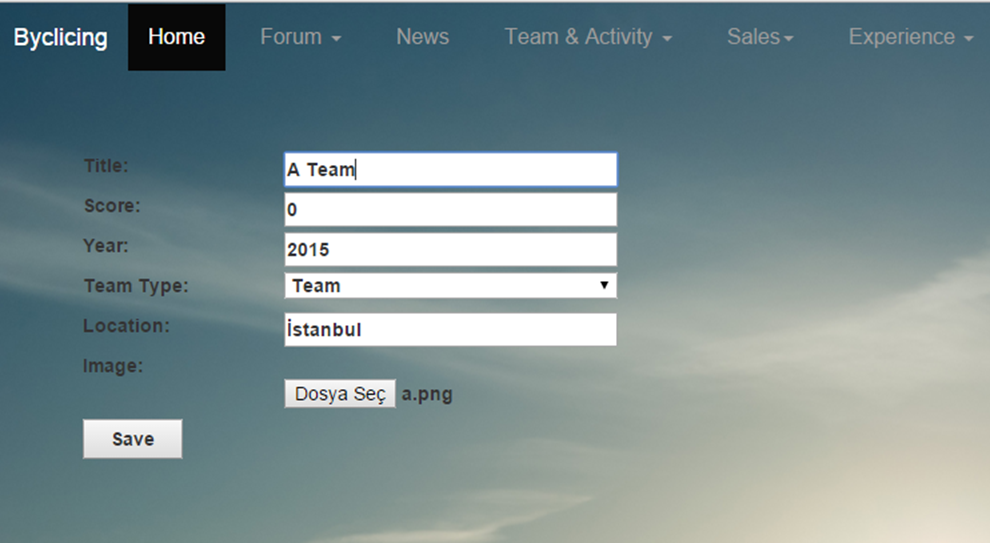 Byclicing Home Forum News Team & Activity Sales Experience
Title: A Team
Score: 0
Year: 2015
Team Type: Team
Location: İstanbul
Image:
Dosya Seç a.png
Save